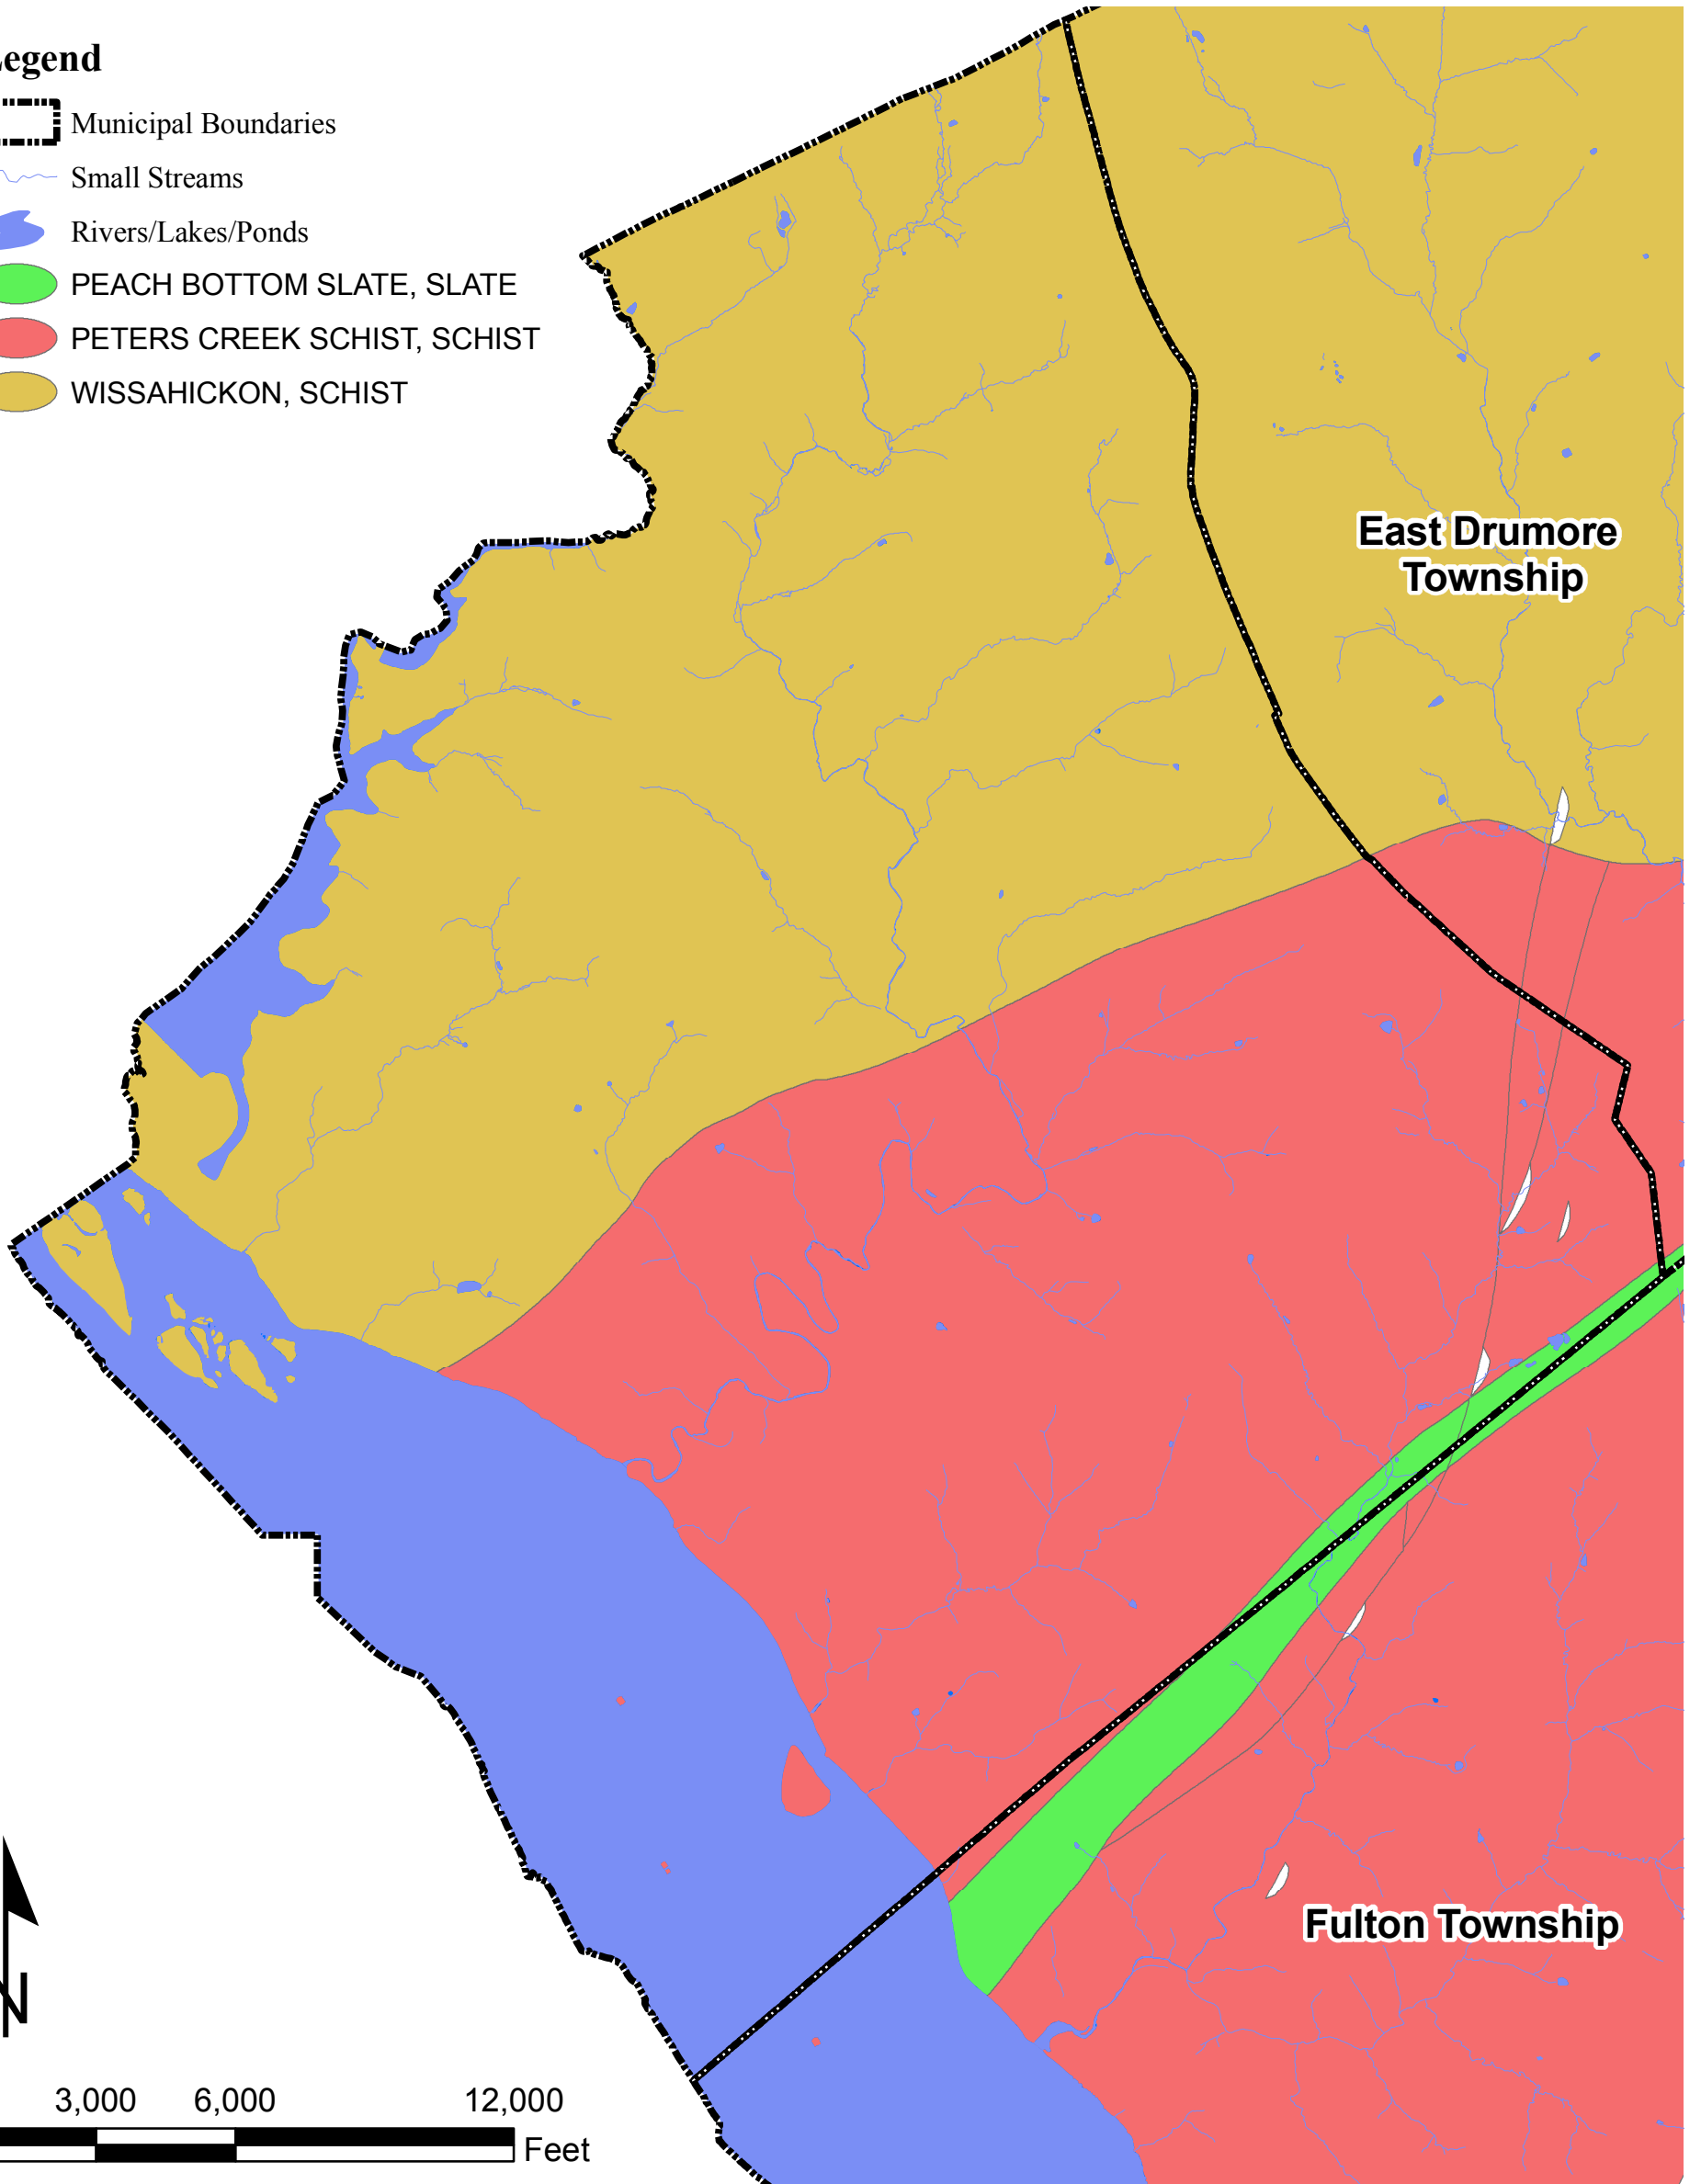 egend
Municipal Boundaries
Small Streams
Rivers/Lakes/Ponds
PEACH BOTTOM SLATE, SLATE
PETERS CREEK SCHIST, SCHIST
WISSAHICKON, SCHIST
East Drumore
Township
Fulton Township
N
3,000 6,000 12,000
Feet